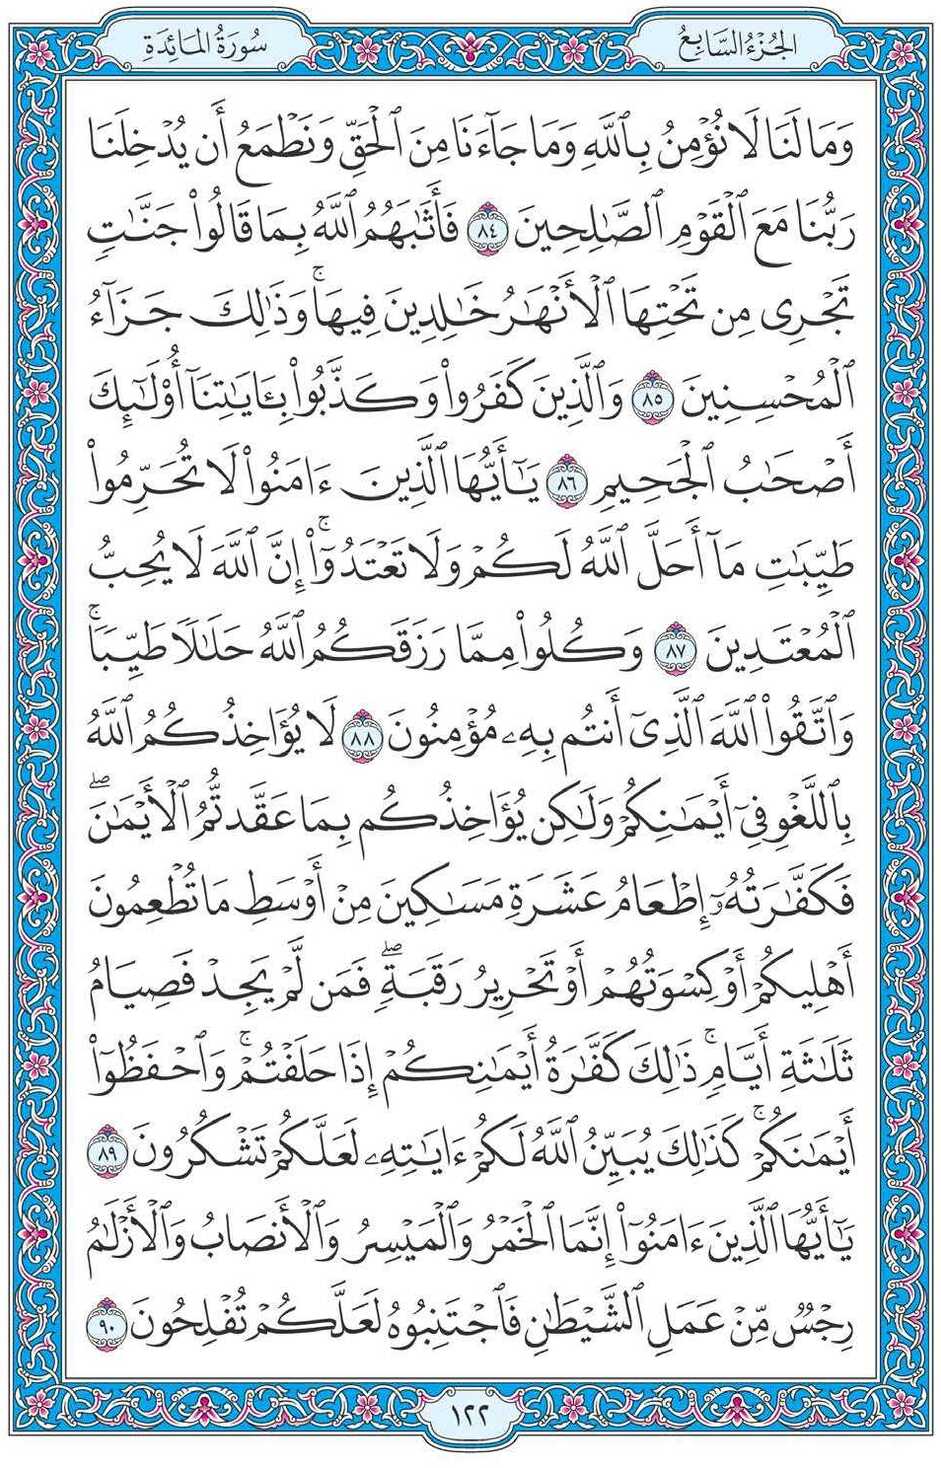 الجُزْءُ السَّابِعُ
سُورَةُ المَائِدَةِ
وَمَا لَنَا لَا نُؤْمِنُ بِٱللَّهِ وَمَا جَآءَنَا مِنَ ٱلْحَقِّ وَنَطْمَعُ أَن يُدْخِلَنَا
رَبُّنَا مَعَ ٱلْقَوْمِ ٱلصَّٰلِحِينَ ٨٤ فَأَثَٰبَهُمُ ٱللَّهُ بِمَا قَالُوا۟ جَنَّٰتٍ
تَجْرِى مِن تَحْتِهَا ٱلْأَنْهَٰرُ خَٰلِدِينَ فِيهَا ۚ وَذَٰلِكَ جَزَآءُ
ٱلْمُحْسِنِينَ ٨٥ وَٱلَّذِينَ كَفَرُوا۟ وَكَذَّبُوا۟ بِـَٔايَٰتِنَآ أُو۟لَٰٓئِكَ
أَصْحَٰبُ ٱلْجَحِيمِ ٨٦ يَٰٓأَيُّهَا ٱلَّذِينَ ءَامَنُوا۟ لَا تُحَرِّمُوا۟
طَيِّبَٰتِ مَآ أَحَلَّ ٱللَّهُ لَكُمْ وَلَا تَعْتَدُوٓا۟ ۚ إِنَّ ٱللَّهَ لَا يُحِبُّ
ٱلْمُعْتَدِينَ ٨٧ وَكُلُوا۟ مِمَّا رَزَقَكُمُ ٱللَّهُ حَلَٰلًا طَيِّبًا ۚ
وَٱتَّقُوا۟ ٱللَّهَ ٱلَّذِىٓ أَنتُم بِهِۦ مُؤْمِنُونَ ٨٨ لَا يُؤَاخِذُكُمُ ٱللَّهُ
بِٱللَّغْوِ فِىٓ أَيْمَٰنِكُمْ وَلَٰكِن يُؤَاخِذُكُم بِمَا عَقَّدتُّمُ ٱلْأَيْمَٰنَ ۖ
فَكَفَّٰرَتُهُۥٓ إِطْعَامُ عَشَرَةِ مَسَٰكِينَ مِنْ أَوْسَطِ مَا تُطْعِمُونَ
أَهْلِيكُمْ أَوْ كِسْوَتُهُمْ أَوْ تَحْرِيرُ رَقَبَةٍ ۖ فَمَن لَّمْ يَجِدْ فَصِيَامُ
ثَلَٰثَةِ أَيَّامٍ ۚ ذَٰلِكَ كَفَّٰرَةُ أَيْمَٰنِكُمْ إِذَا حَلَفْتُمْ ۚ وَٱحْفَظُوٓا۟
أَيْمَٰنَكُمْ ۚ كَذَٰلِكَ يُبَيِّنُ ٱللَّهُ لَكُمْ ءَايَٰتِهِۦ لَعَلَّكُمْ تَشْكُرُونَ ٨٩
يَٰٓأَيُّهَا ٱلَّذِينَ ءَامَنُوٓا۟ إِنَّمَا ٱلْخَمْرُ وَٱلْمَيْسِرُ وَٱلْأَنصَابُ وَٱلْأَزْلَٰمُ
رِجْسٌ مِّنْ عَمَلِ ٱلشَّيْطَٰنِ فَٱجْتَنِبُوهُ لَعَلَّكُمْ تُفْلِحُونَ ٩٠
١٢٢